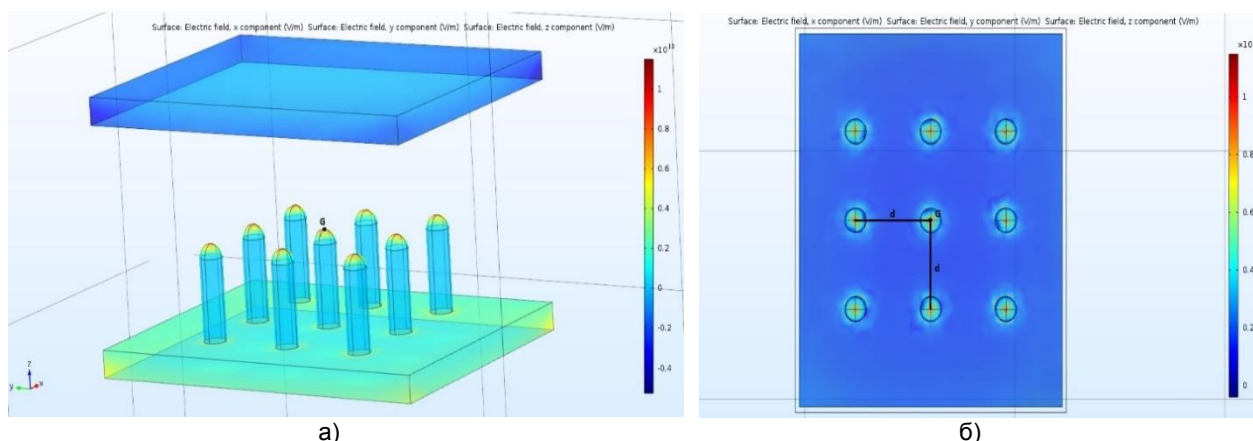 Surface: Electric field, x component (V/m) Surface: Electric field, y component (V/m) Surface: Electric field, z component (V/m)
x10¹⁰
1
0.8
0.6
0.4
0.2
0
-0.2
-0.4
G
z
y
x
а)
Surface: Electric field, x component (V/m) Surface: Electric field, y component (V/m) Surface: Electric field, z component (V/m)
x10
1
0.8
0.6
0.4
0.2
0
d
G
d
б)